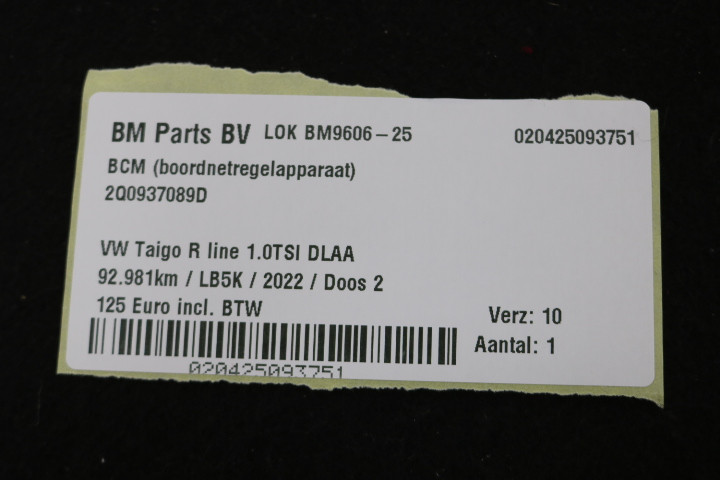 BM Parts BV LOK BM9606-25 020425093751
BCM (boordnetregelapparaat)
2Q0937089D
VW Taigo R line 1.0TSI DLAA
92.981km / LB5K / 2022 / Doos 2
125 Euro incl. BTW
Verz: 10
Aantal: 1
020425093751